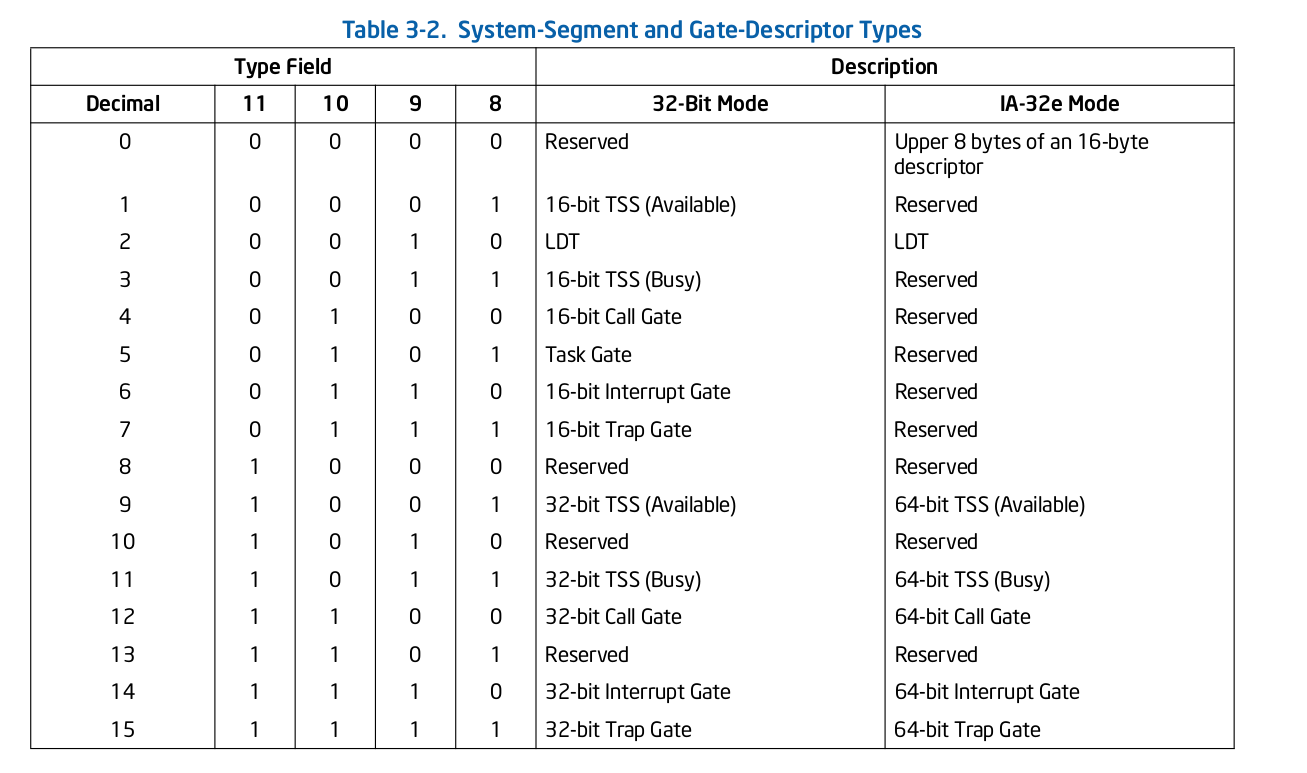 Table 3-2. System-Segment and Gate-Descriptor Types
Type Field Description
Decimal 11 10 9 8 32-Bit Mode IA-32e Mode
0 0 0 0 0 Reserved Upper 8 bytes of an 16-byte
descriptor
1 0 0 0 1 16-bit TSS (Available) Reserved
2 0 0 1 0 LDT LDT
3 0 0 1 1 16-bit TSS (Busy) Reserved
4 0 1 0 0 16-bit Call Gate Reserved
5 0 1 0 1 Task Gate Reserved
6 0 1 1 0 16-bit Interrupt Gate Reserved
7 0 1 1 1 16-bit Trap Gate Reserved
8 1 0 0 0 Reserved Reserved
9 1 0 0 1 32-bit TSS (Available) 64-bit TSS (Available)
10 1 0 1 0 Reserved Reserved
11 1 0 1 1 32-bit TSS (Busy) 64-bit TSS (Busy)
12 1 1 0 0 32-bit Call Gate 64-bit Call Gate
13 1 1 0 1 Reserved Reserved
14 1 1 1 0 32-bit Interrupt Gate 64-bit Interrupt Gate
15 1 1 1 1 32-bit Trap Gate 64-bit Trap Gate